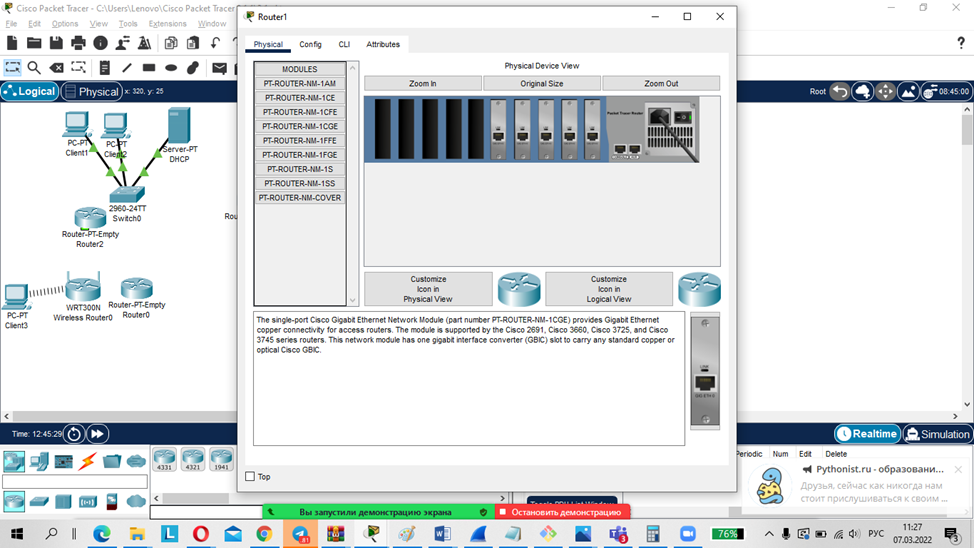 Cisco Packet Tracer - C:\Users\Lenovo\
File Edit Options View Tools Extensions Window
Router1
Physical Config CLI Attributes
MODULES
PT-ROUTER-NM-1AM
PT-ROUTER-NM-1CE
PT-ROUTER-NM-1CFE
PT-ROUTER-NM-1CGE
PT-ROUTER-NM-1FFE
PT-ROUTER-NM-1FGE
PT-ROUTER-NM-1S
PT-ROUTER-NM-1SS
PT-ROUTER-NM-COVER
Physical Device View
Zoom In Original Size Zoom Out
Packet Tracer Router
Customize
Icon in
Physical View
Customize
Icon in
Logical View
The single-port Cisco Gigabit Ethernet Network Module (part number PT-ROUTER-NM-1CGE) provides Gigabit Ethernet
copper connectivity for access routers. The module is supported by the Cisco 2691, Cisco 3660, Cisco 3725, and Cisco
3745 series routers. This network module has one gigabit interface converter (GBIC) slot to carry any standard copper or
optical Cisco GBIC.
Top
Logical Physical x: 320, y: 25
Root 08:45:00
PC-PT
Client1
PC-PT
Client2
Server-PT
DHCP
2960-24TT
Switch0
Router-PT-Empty
Router2
PC-PT
Client3
WRT300N
Wireless Router0
Router-PT-Empty
Router0
Time: 12:45:29
Realtime Simulation
4331 4321 1941
Periodic Num Edit Delete
Pythonist.ru - образовани...
Друзья, сейчас как никогда нам
стоит прислушиваться к своим ...
Вы запустили демонстрацию экрана Остановить демонстрацию
76%
РУС
11:27
07.03.2022